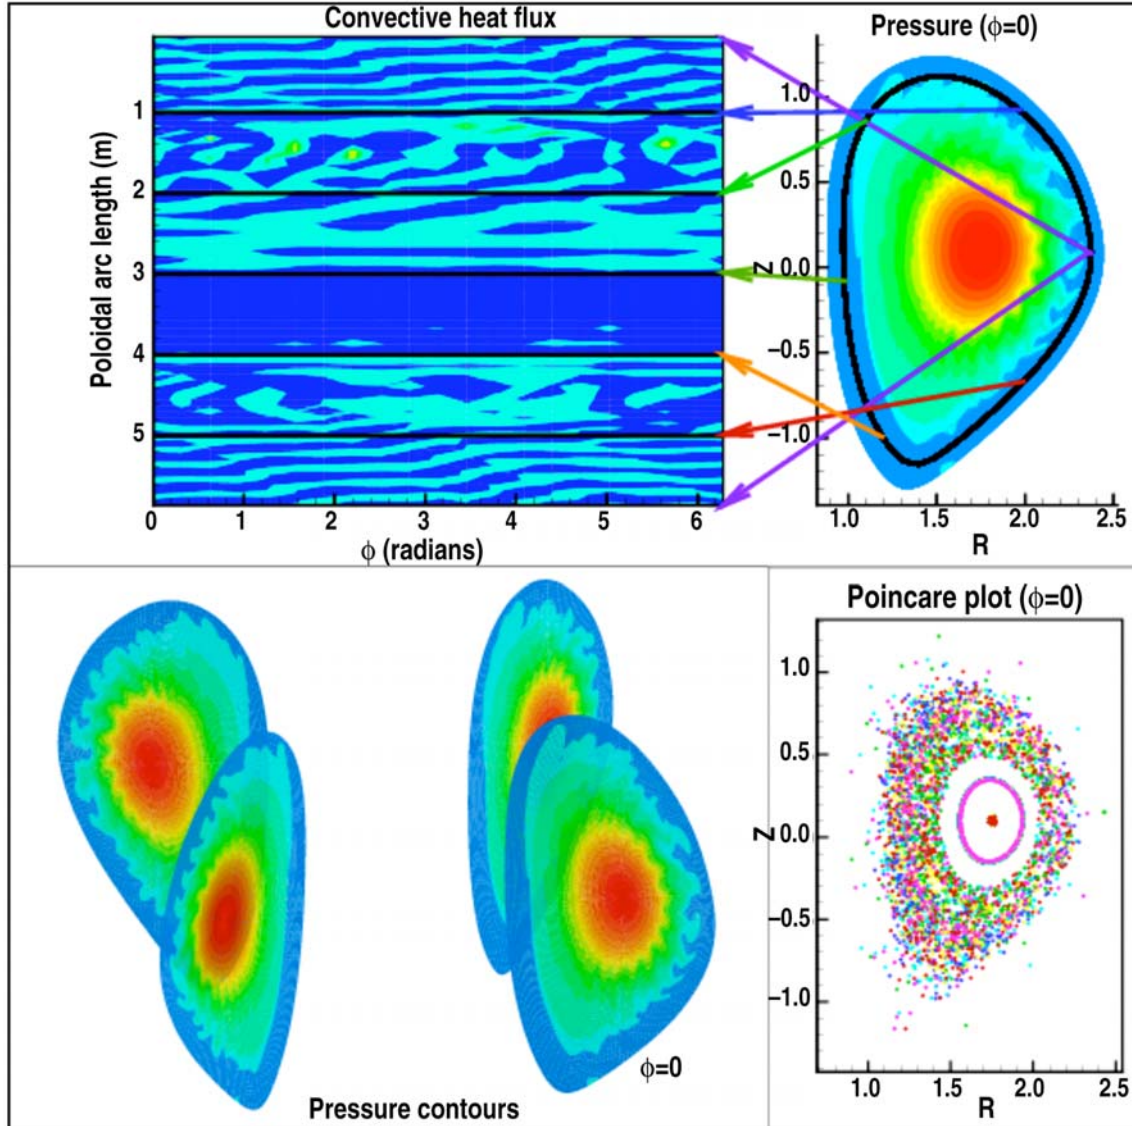 Convective heat flux
Poloidal arc length (m)
1
2
3
4
5
0 1 2 3 4 5 6
ϕ (radians)
Pressure (ϕ=0)
Z
1.0
0.5
0.0
−0.5
−1.0
1.0 1.5 2.0 2.5
R
ϕ=0
Pressure contours
Poincare plot (ϕ=0)
Z
1.0
0.5
0.0
−0.5
−1.0
1.0 1.5 2.0 2.5
R